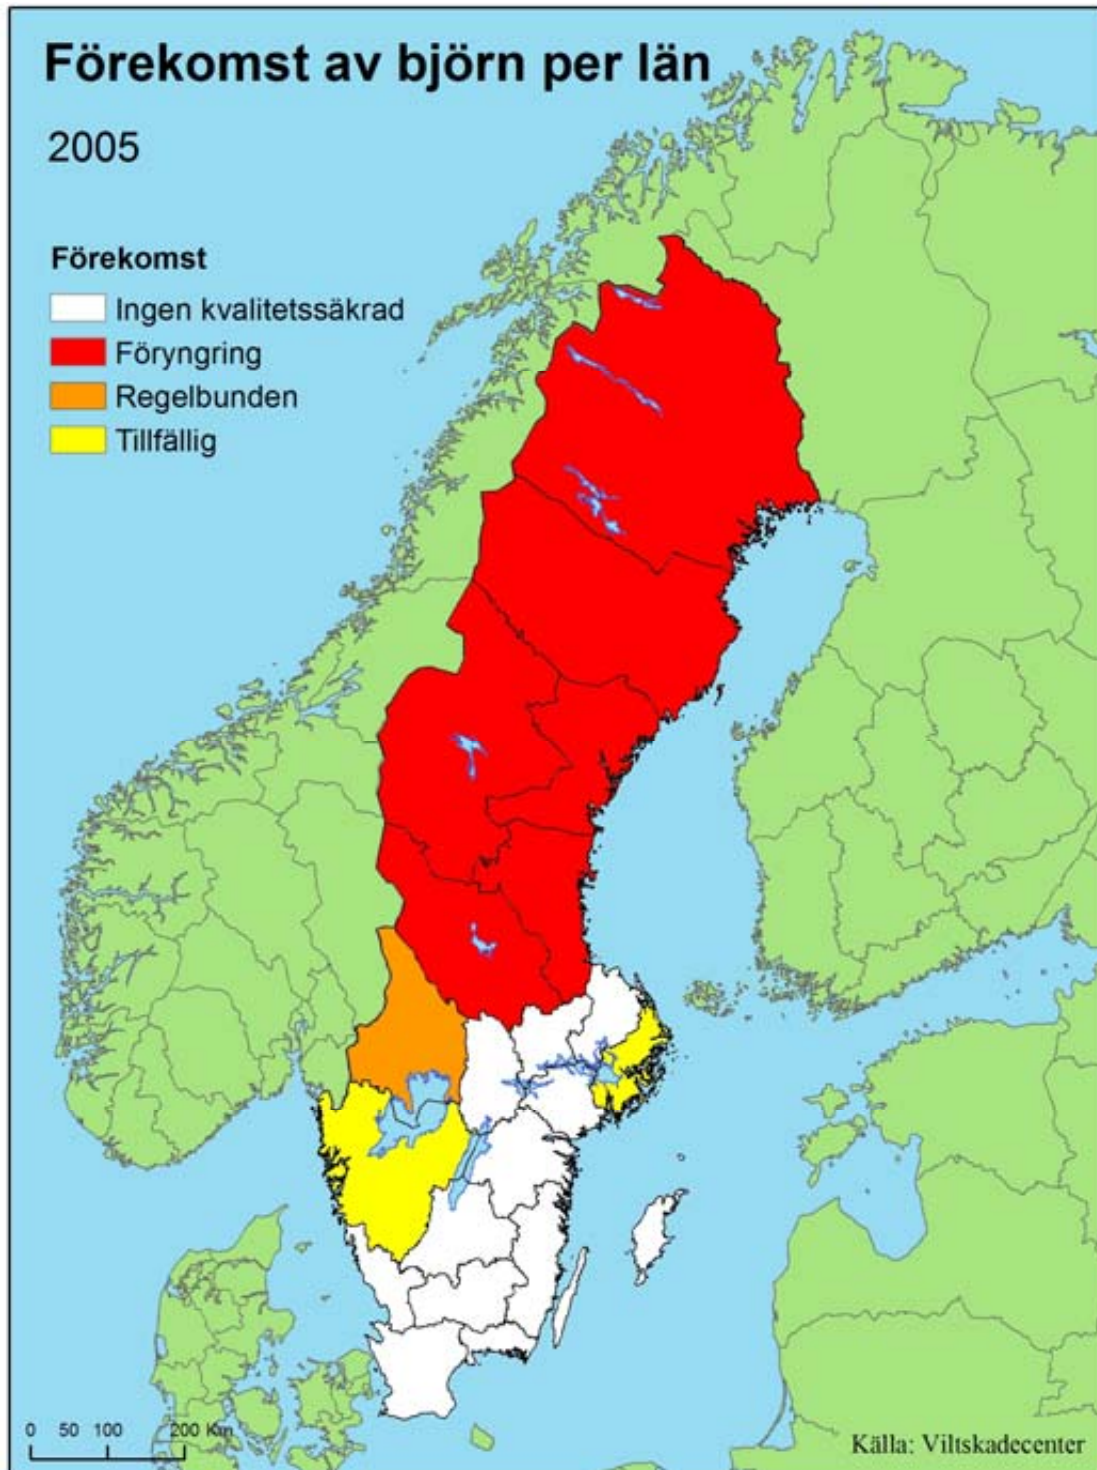 Förekomst av björn per län
2005
Förekomst
Ingen kvalitetssäkrad
Föryngring
Regelbunden
Tillfällig
0 50 100 200 Km
Källa: Viltskadecenter